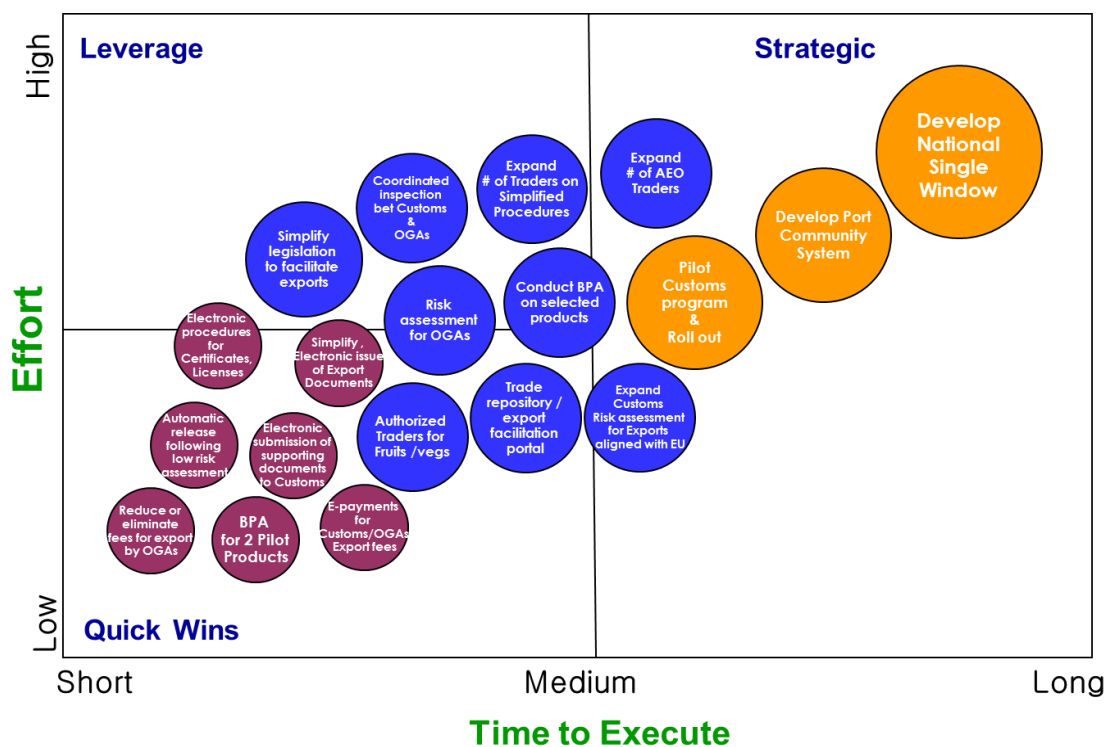 Leverage
Strategic
High
Effort
Low
Develop
National
Single
Window
Expand
# of AEO
Traders
Expand
# of Traders on
Simplified
Procedures
Coordinated
inspection
bet Customs
&
OGAs
Develop Port
Community
System
Simplify
legislation
to facilitate
exports
Pilot
Customs
program
&
Roll out
Conduct BPA
on selected
products
Risk
assessment
for OGAs
Electronic
procedures
for
Certificates,
Licenses
Simplify ,
Electronic issue
of Export
Documents
Trade
repository /
export
facilitation
portal
Expand
Customs
Risk assessment
for Exports
aligned with EU
Authorized
Traders for
Fruits /vegs
Automatic
release
following
low risk
assessment
Electronic
submission of
supporting
documents
to Customs
Reduce or
eliminate
fees for export
by OGAs
BPA
for 2 Pilot
Products
E-payments
for
Customs/OGAs
Export fees
Quick Wins
Short
Medium
Long
Time to Execute